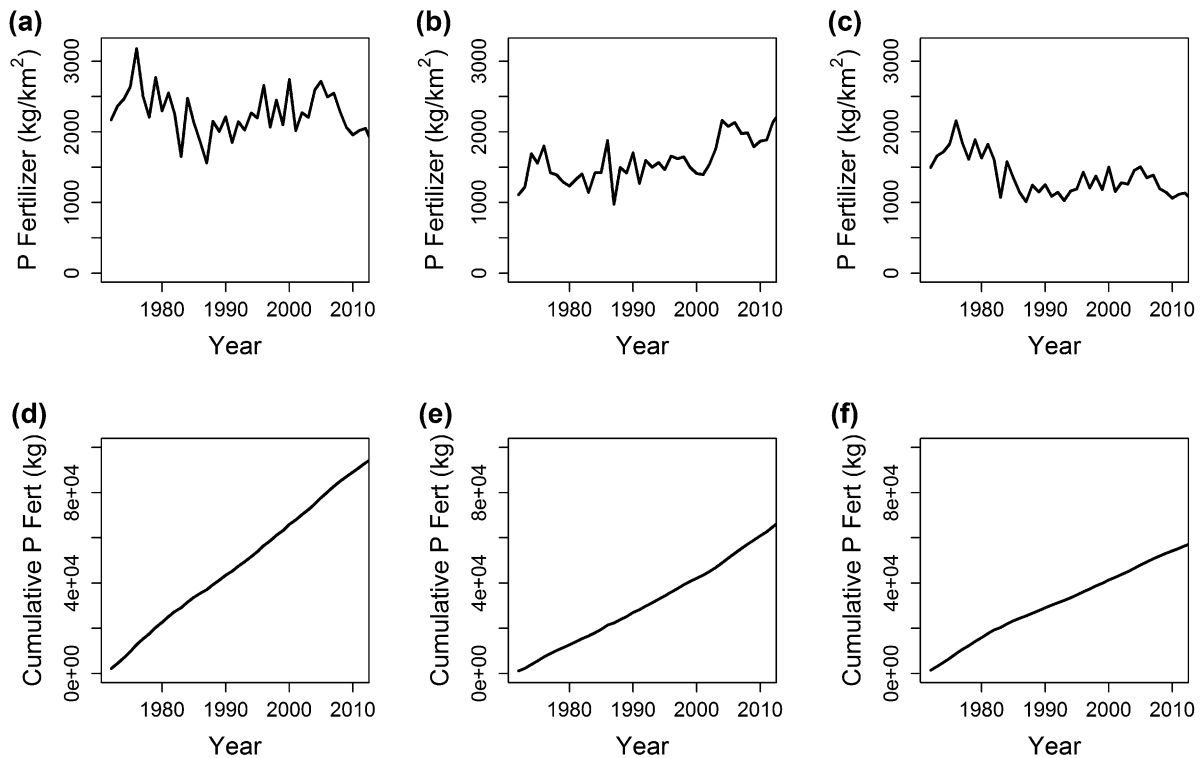 (a)
P Fertilizer (kg/km²)
0
1000
2000
3000
1980
1990
2000
2010
Year
(b)
P Fertilizer (kg/km²)
0
1000
2000
3000
1980
1990
2000
2010
Year
(c)
P Fertilizer (kg/km²)
0
1000
2000
3000
1980
1990
2000
2010
Year
(d)
Cumulative P Fert (kg)
0e+00
4e+04
8e+04
1980
1990
2000
2010
Year
(e)
Cumulative P Fert (kg)
0e+00
4e+04
8e+04
1980
1990
2000
2010
Year
(f)
Cumulative P Fert (kg)
0e+00
4e+04
8e+04
1980
1990
2000
2010
Year